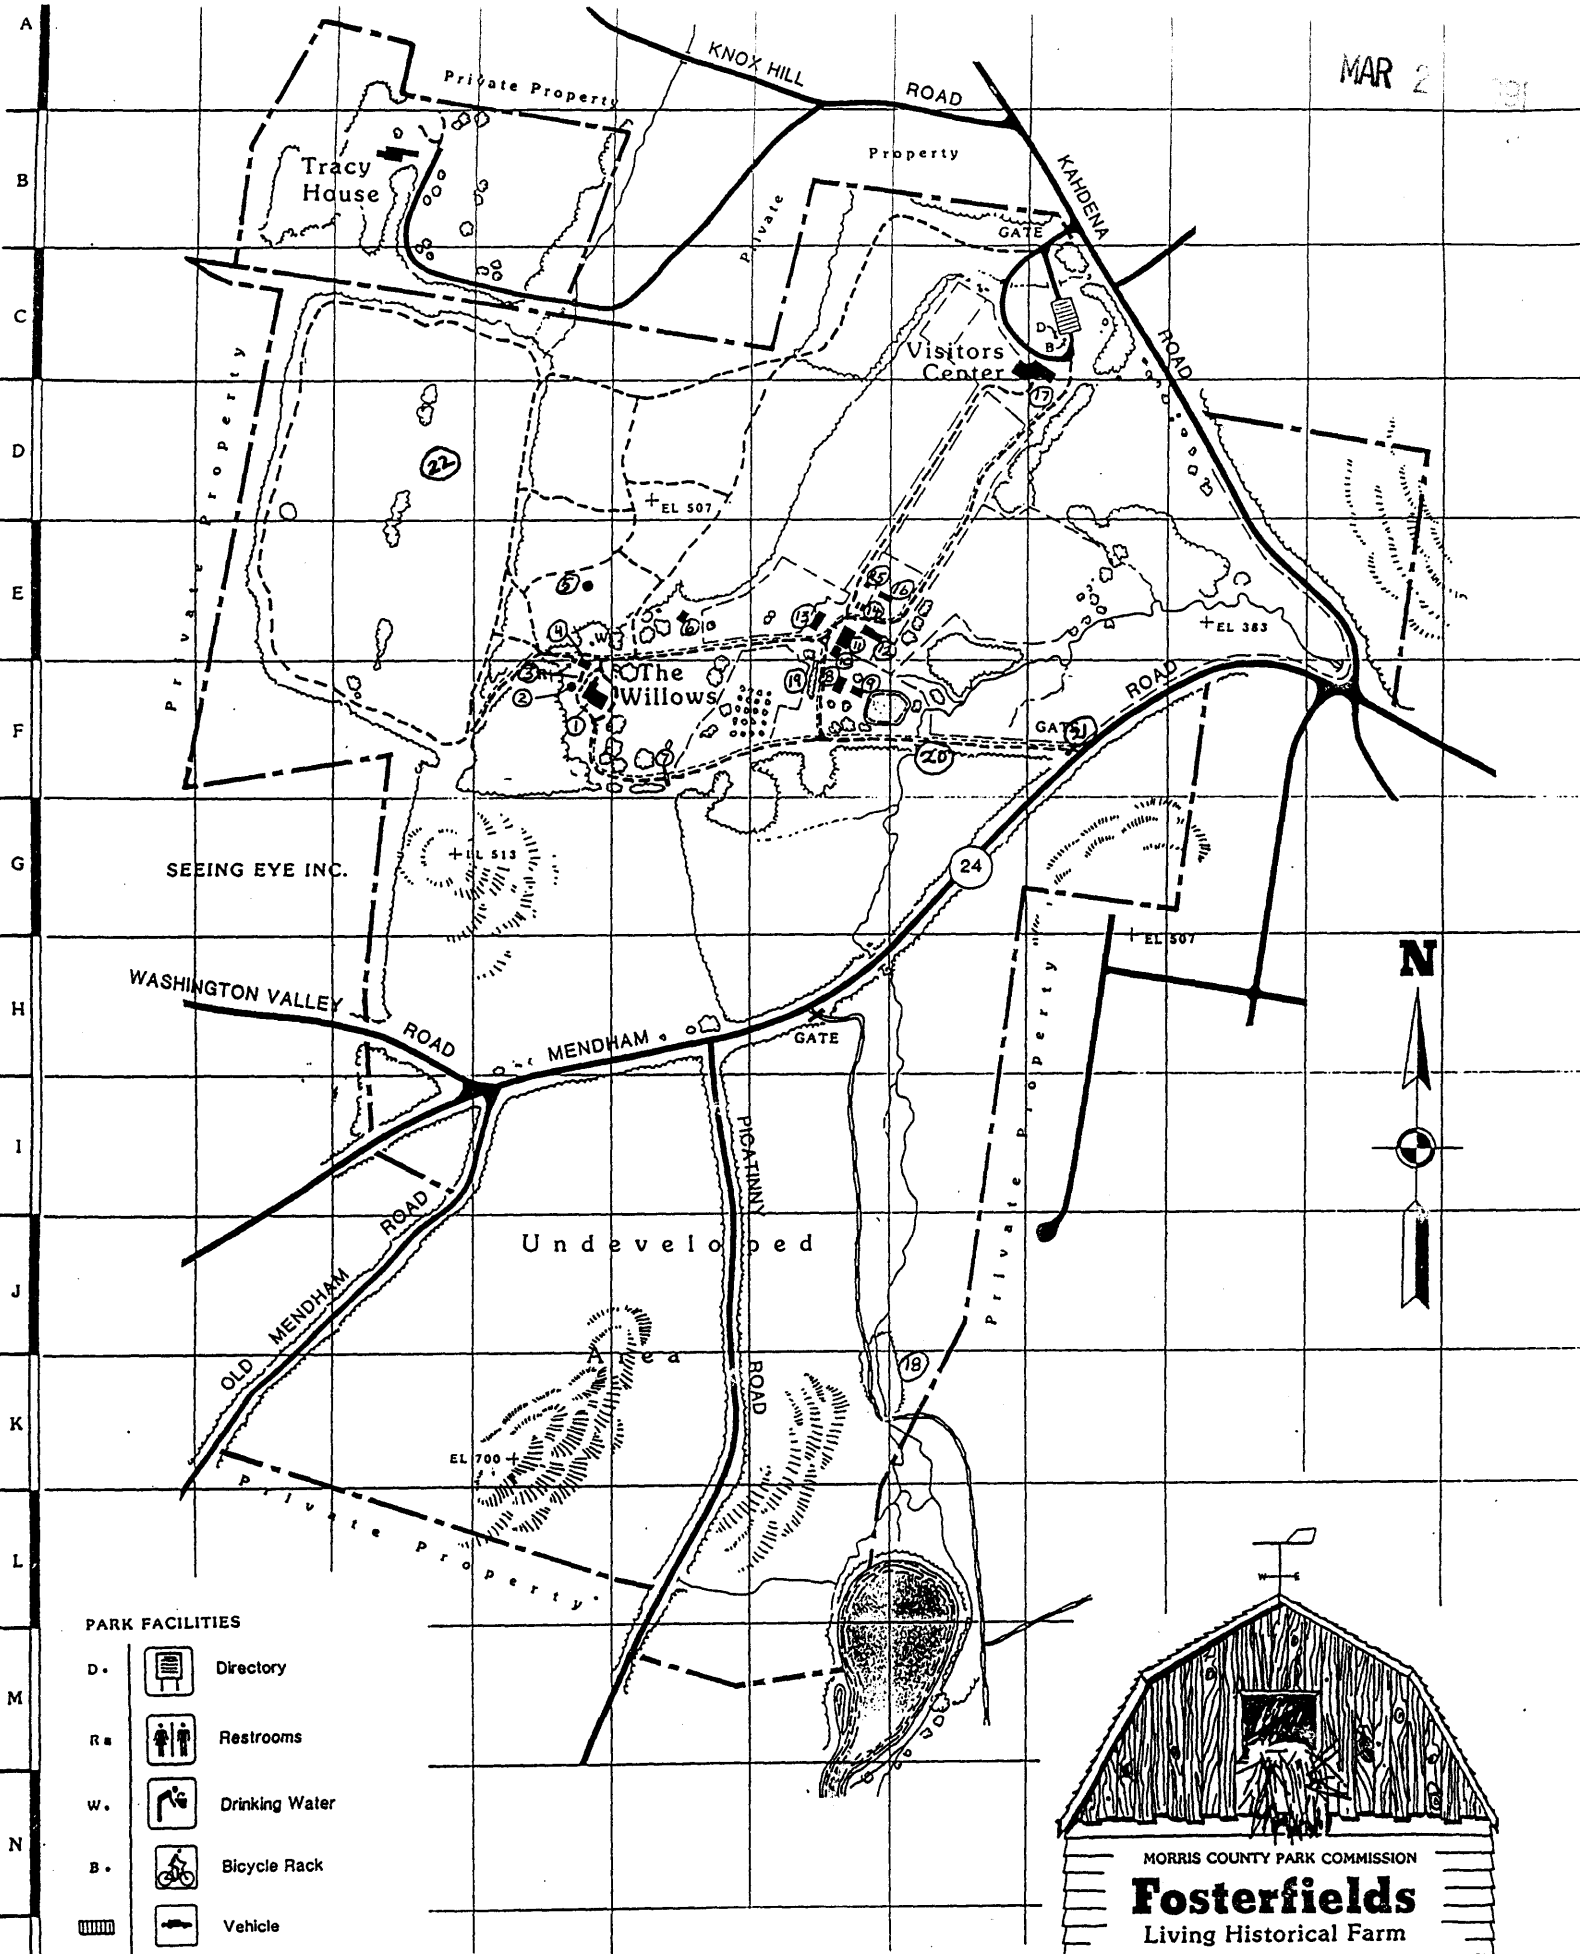 A
MAR 2
KNOX HILL
ROAD
Private Property
Property
B
Tracy
House
KAHDENA
ROAD
Private
GATE
C
D
B
Visitors
Center
17
Private Property
D
22
EL 507
E
5
15
16
14
13
4
W
6
11
12
EL 383
10
3
R
The
Willows
19
8
9
2
ROAD
F
1
7
GATE
21
20
G
EL 513
SEEING EYE INC.
24
EL 507
N
WASHINGTON VALLEY
ROAD
H
MENDHAM
GATE
Private Property
I
PICATINNY
ROAD
OLD MENDHAM ROAD
Undeveloped
Area
J
18
K
EL 700
Private Property
L
W E
PARK FACILITIES
D Directory
M
R Restrooms
W Drinking Water
N
B Bicycle Rack
Vehicle
MORRIS COUNTY PARK COMMISSION
Fosterfields
Living Historical Farm